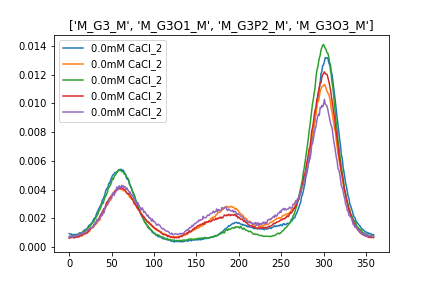 ['M_G3_M', 'M_G3O1_M', 'M_G3P2_M', 'M_G3O3_M']
0.014
0.012
0.010
0.008
0.006
0.004
0.002
0.000
0.0mM CaCl_2
0.0mM CaCl_2
0.0mM CaCl_2
0.0mM CaCl_2
0.0mM CaCl_2
0 50 100 150 200 250 300 350